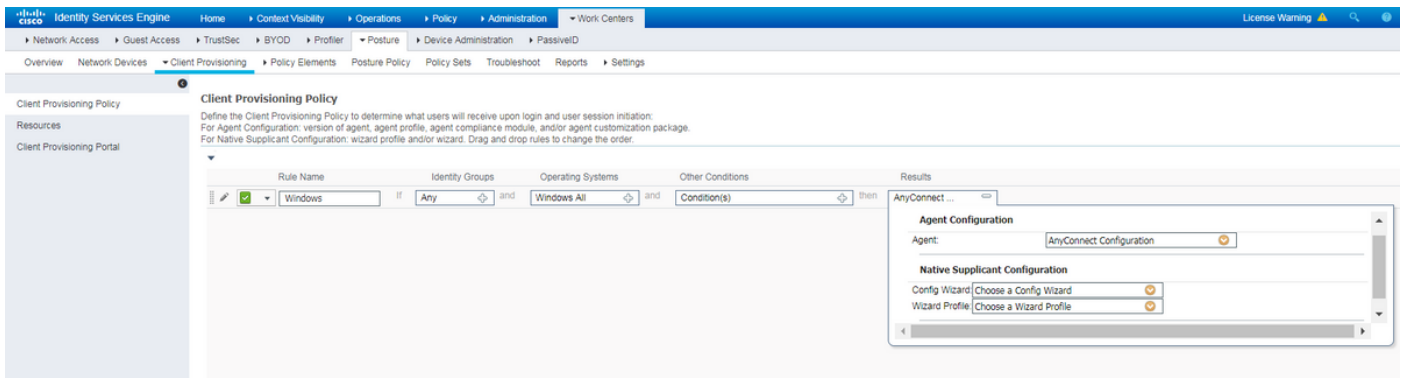 cisco Identity Services Engine Home Context Visibility Operations Policy Administration Work Centers License Warning
Network Access Guest Access TrustSec BYOD Profiler Posture Device Administration PassiveID
Overview Network Devices Client Provisioning Policy Elements Posture Policy Policy Sets Troubleshoot Reports Settings
Client Provisioning Policy
Resources
Client Provisioning Portal
Client Provisioning Policy
Define the Client Provisioning Policy to determine what users will receive upon login and user session initiation:
For Agent Configuration: version of agent, agent profile, agent compliance module, and/or agent customization package.
For Native Supplicant Configuration: wizard profile and/or wizard. Drag and drop rules to change the order.
Rule Name Identity Groups Operating Systems Other Conditions Results
Windows If Any and Windows All and Condition(s) then AnyConnect ...
Agent Configuration
Agent: AnyConnect Configuration
Native Supplicant Configuration
Config Wizard: Choose a Config Wizard
Wizard Profile: Choose a Wizard Profile